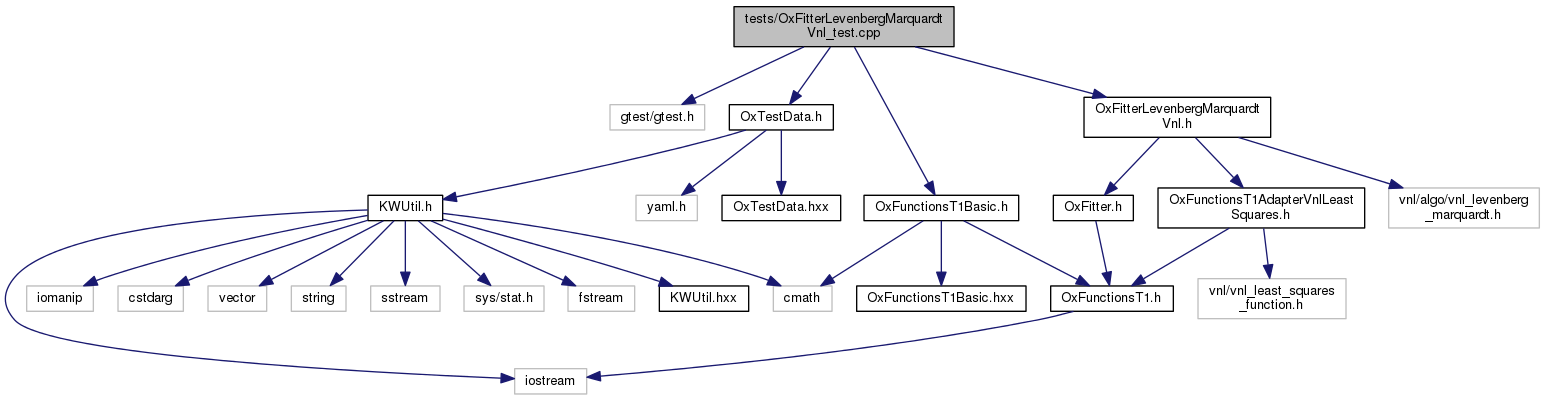 tests/OxFitterLevenbergMarquardt
Vnl_test.cpp
gtest/gtest.h
OxTestData.h
OxFitterLevenbergMarquardt
Vnl.h
KWUtil.h
yaml.h
OxTestData.hxx
OxFunctionsT1Basic.h
OxFitter.h
OxFunctionsT1AdapterVnlLeast
Squares.h
vnl/algo/vnl_levenberg
_marquardt.h
iomanip
cstdarg
vector
string
sstream
sys/stat.h
fstream
KWUtil.hxx
cmath
OxFunctionsT1Basic.hxx
OxFunctionsT1.h
vnl/vnl_least_squares
_function.h
iostream